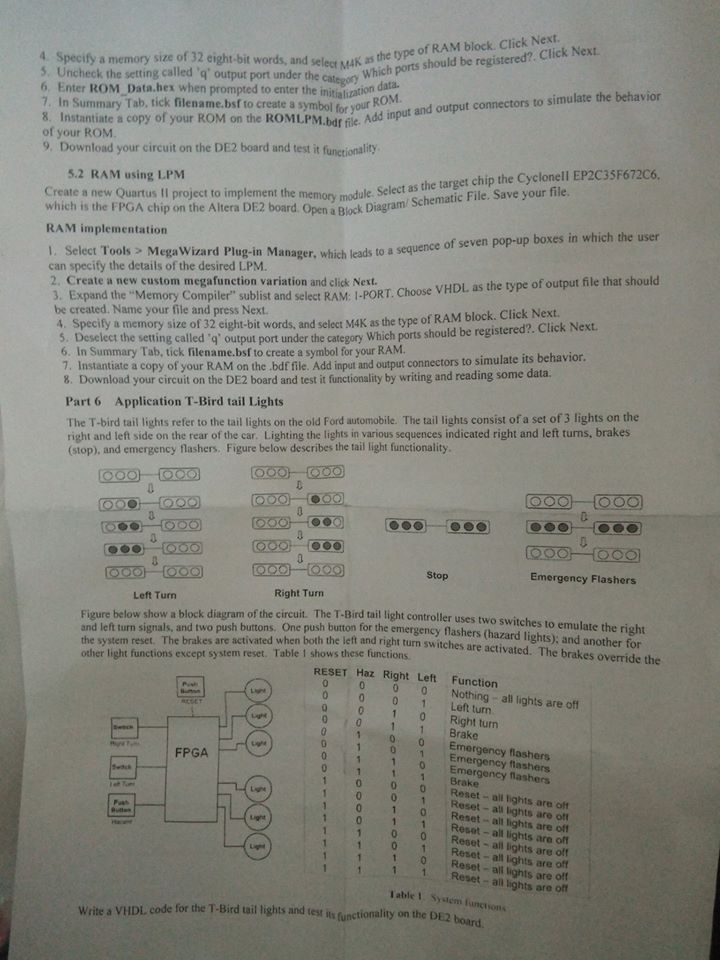 4. Specify a memory size of 32 eight-bit words, and select M4K as the type of RAM block. Click Next.
5. Uncheck the setting called 'q' output port under the category Which ports should be registered?. Click Next.
6. Enter ROM_Data.hex when prompted to enter the initialization data.
7. In Summary Tab, tick filename.bsf to create a symbol for your ROM.
8. Instantiate a copy of your ROM on the ROMLPM.bdf file. Add input and output connectors to simulate the behavior
of your ROM.
9. Download your circuit on the DE2 board and test it functionality.
5.2 RAM using LPM
Create a new Quartus II project to implement the memory module. Select as the target chip the CycloneII EP2C35F672C6,
which is the FPGA chip on the Altera DE2 board. Open a Block Diagram/ Schematic File. Save your file.
RAM implementation
1. Select Tools > MegaWizard Plug-in Manager, which leads to a sequence of seven pop-up boxes in which the user
can specify the details of the desired LPM.
2. Create a new custom megafunction variation and click Next.
3. Expand the "Memory Compiler" sublist and select RAM: 1-PORT. Choose VHDL as the type of output file that should
be created. Name your file and press Next.
4. Specify a memory size of 32 eight-bit words, and select M4K as the type of RAM block. Click Next.
5. Deselect the setting called 'q' output port under the category Which ports should be registered?. Click Next.
6. In Summary Tab, tick filename.bsf to create a symbol for your RAM.
7. Instantiate a copy of your RAM on the .bdf file. Add input and output connectors to simulate its behavior.
8. Download your circuit on the DE2 board and test it functionality by writing and reading some data.
Part 6 Application T-Bird tail Lights
The T-bird tail lights refer to the tail lights on the old Ford automobile. The tail lights consist of a set of 3 lights on the
right and left side on the rear of the car. Lighting the lights in various sequences indicated right and left turns, brakes
(stop), and emergency flashers. Figure below describes the tail light functionality.
Left Turn
Right Turn
Stop
Emergency Flashers
Figure below show a block diagram of the circuit. The T-Bird tail light controller uses two switches to emulate the right
and left turn signals, and two push buttons. One push button for the emergency flashers (hazard lights); and another for
the system reset. The brakes are activated when both the left and right turn switches are activated. The brakes override the
other light functions except system reset. Table 1 shows these functions.
Push
Button
RESET
Switch
Right Turn
Switch
Left Turn
Push
Button
Hazard
FPGA
Light
Light
Light
Light
Light
Light
RESET Haz Right Left Function
0 0 0 0 Nothing – all lights are off
0 0 0 1 Left turn
0 0 1 0 Right turn
0 0 1 1 Brake
0 1 0 0 Emergency flashers
0 1 0 1 Emergency flashers
0 1 1 0 Emergency flashers
0 1 1 1 Brake
1 0 0 0 Reset – all lights are off
1 0 0 1 Reset – all lights are off
1 0 1 0 Reset – all lights are off
1 0 1 1 Reset – all lights are off
1 1 0 0 Reset – all lights are off
1 1 0 1 Reset – all lights are off
1 1 1 0 Reset – all lights are off
1 1 1 1 Reset – all lights are off
Table 1 System functions
Write a VHDL code for the T-Bird tail lights and test its functionality on the DE2 board.